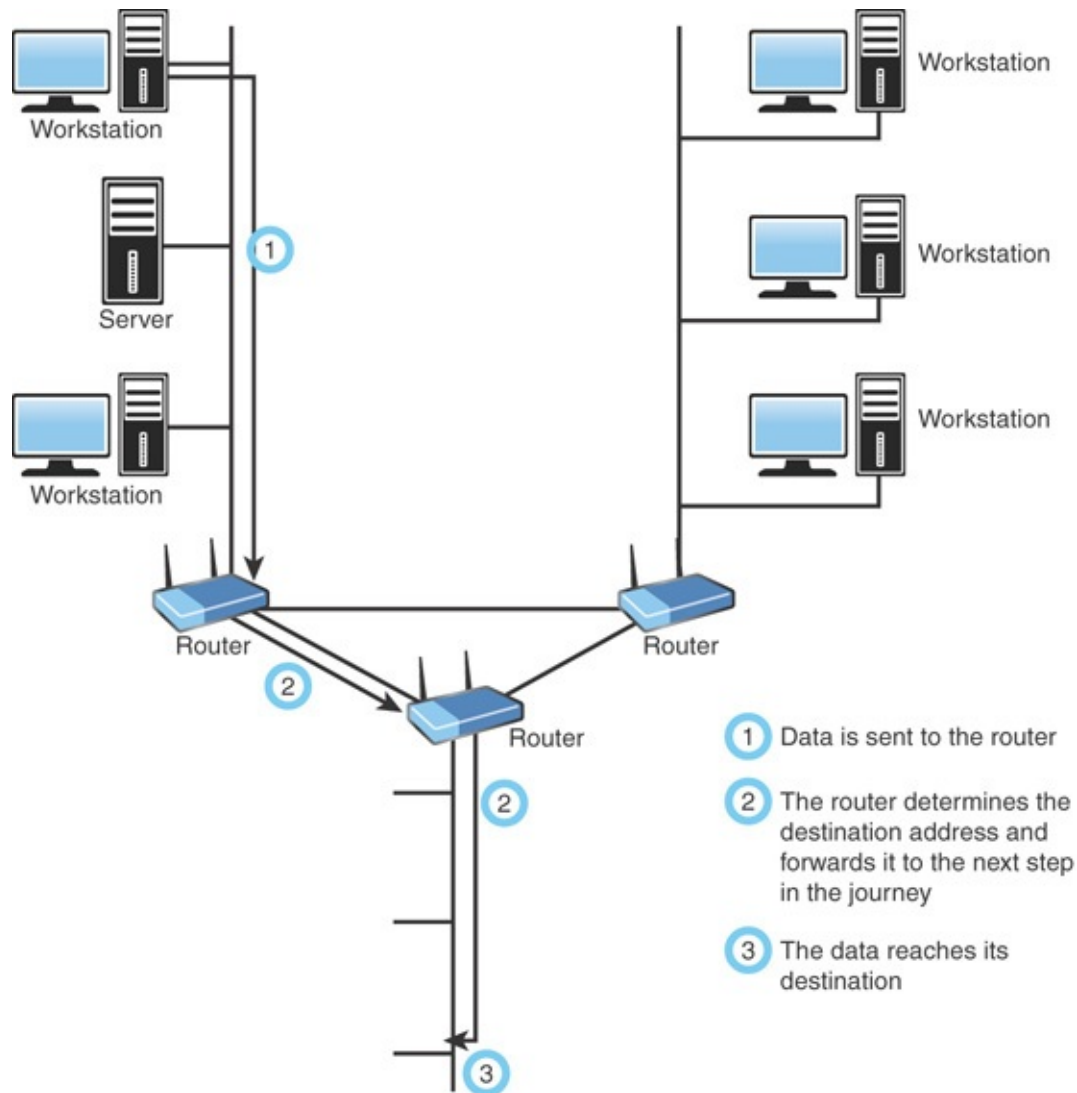 Workstation
Workstation
Workstation
1
Server
Workstation
Workstation
Router
Router
2
Router
2
3
1 Data is sent to the router
2 The router determines the
destination address and
forwards it to the next step
in the journey
3 The data reaches its
destination